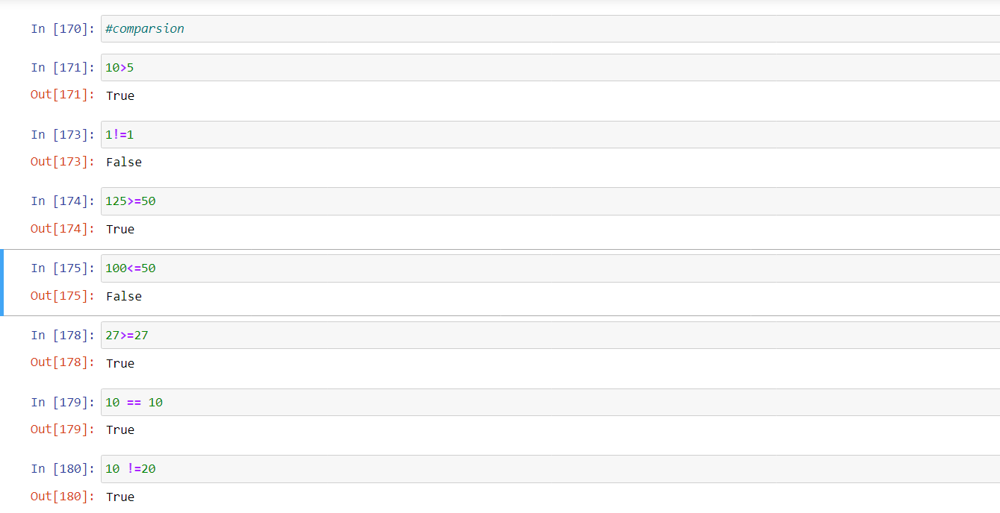 In [170]: #comparsion
In [171]: 10>5
Out[171]: True
In [173]: 1!=1
Out[173]: False
In [174]: 125>=50
Out[174]: True
In [175]: 100<=50
Out[175]: False
In [178]: 27>=27
Out[178]: True
In [179]: 10 == 10
Out[179]: True
In [180]: 10 !=20
Out[180]: True